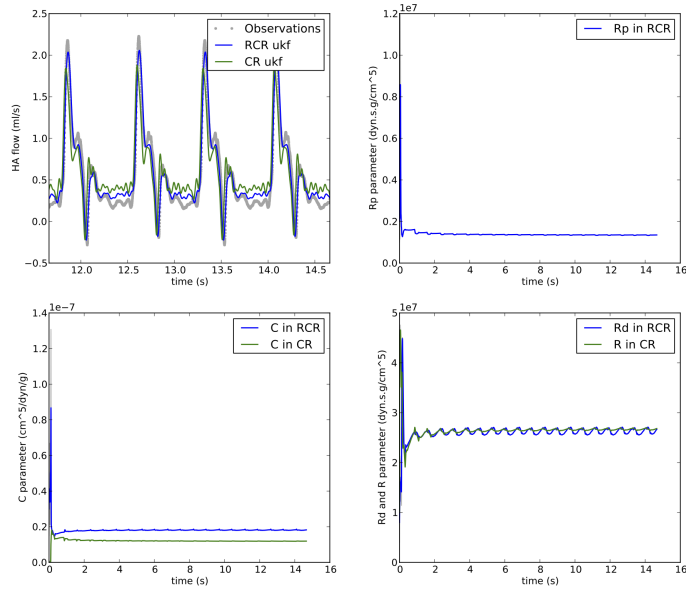 2.5
2.0
1.5
1.0
0.5
0.0
−0.5
HA flow (ml/s)
Observations
RCR ukf
CR ukf
12.0 12.5 13.0 13.5 14.0 14.5
time (s)
1e7
1.2
1.0
0.8
0.6
0.4
0.2
0.0
Rp parameter (dyn.s.g/cm^5)
Rp in RCR
0 2 4 6 8 10 12 14 16
time (s)
1e−7
1.4
1.2
1.0
0.8
0.6
0.4
0.2
0.0
C parameter (cm^5/dyn/g)
C in RCR
C in CR
0 2 4 6 8 10 12 14 16
time (s)
1e7
5
4
3
2
1
0
Rd and R parameter (dyn.s.g/cm^5)
Rd in RCR
R in CR
0 2 4 6 8 10 12 14 16
time (s)